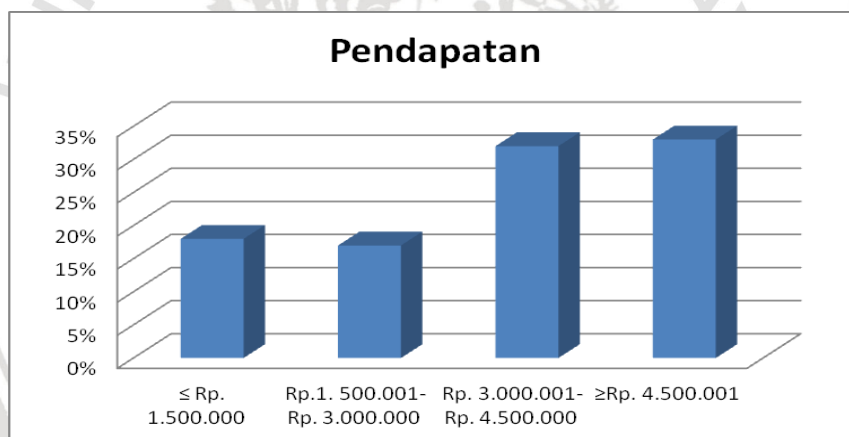 Pendapatan
35%
30%
25%
20%
15%
10%
5%
0%
≤ Rp.
1.500.000
Rp.1. 500.001-
Rp. 3.000.000
Rp. 3.000.001-
Rp. 4.500.000
≥Rp. 4.500.001